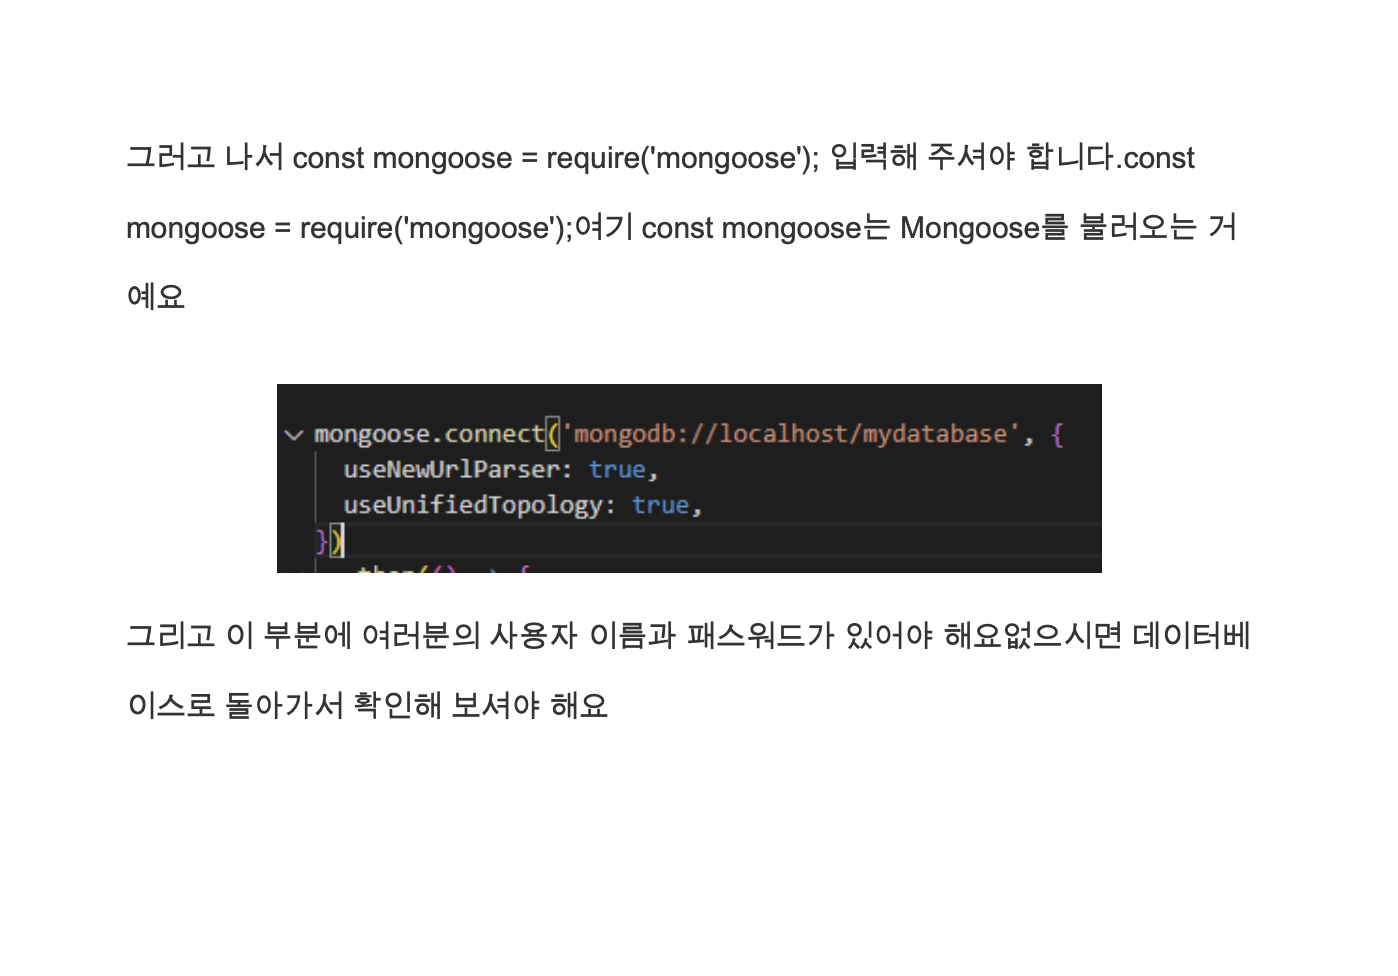 그러고 나서 const mongoose = require('mongoose'); 입력해 주셔야 합니다.const
mongoose = require('mongoose');여기 const mongoose는 Mongoose를 불러오는 거
예요
mongoose.connect('mongodb://localhost/mydatabase', {
useNewUrlParser: true,
useUnifiedTopology: true,
})
그리고 이 부분에 여러분의 사용자 이름과 패스워드가 있어야 해요없으시면 데이터베
이스로 돌아가서 확인해 보셔야 해요